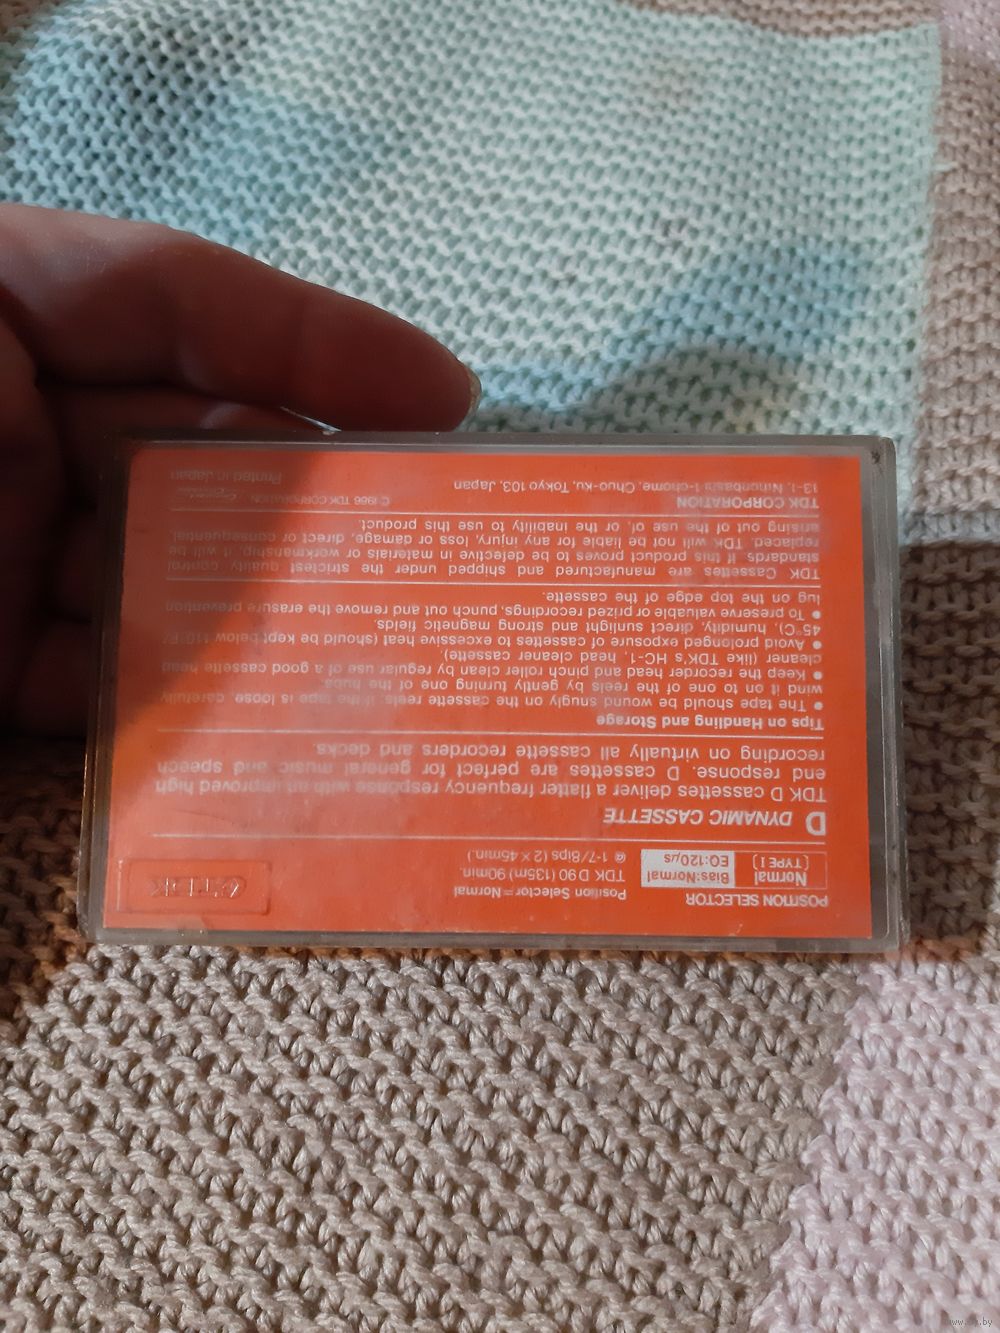 POSITION SELECTOR
Normal
[TYPE I]
Bias:Normal
EQ:120μs
Position Selector=Normal
TDK D90 (135m) 90min.
@ 1-7/8ips (2×45min.)
TDK
D DYNAMIC CASSETTE
TDK D cassettes deliver a flatter frequency response with an improved high
end response. D cassettes are perfect for general music and speech
recording on virtually all cassette recorders and decks.
Tips on Handling and Storage
● The tape should be wound snugly on the cassette reels. If the tape is loose, carefully
wind it on to one of the reels by gently turning one of the hubs.
● Keep the recorder head and pinch roller clean by regular use of a good cassette head
cleaner (like TDK's HC-1, head cleaner cassette).
● Avoid prolonged exposure of cassettes to excessive heat (should be kept below 110°F/
45°C), humidity, direct sunlight and strong magnetic fields.
● To preserve valuable or prized recordings, punch out and remove the erasure prevention
lug on the top edge of the cassette.
TDK Cassettes are manufactured and shipped under the strictest quality control
standards. If this product proves to be defective in materials or workmanship, it will be
replaced. TDK will not be liable for any injury, loss or damage, direct or consequential,
arising out of the use of, or the inability to use this product.
TDK CORPORATION
13-1, Nihonbashi 1-chome, Chuo-ku, Tokyo 103, Japan
© 1986 TDK CORPORATION
Printed in Japan